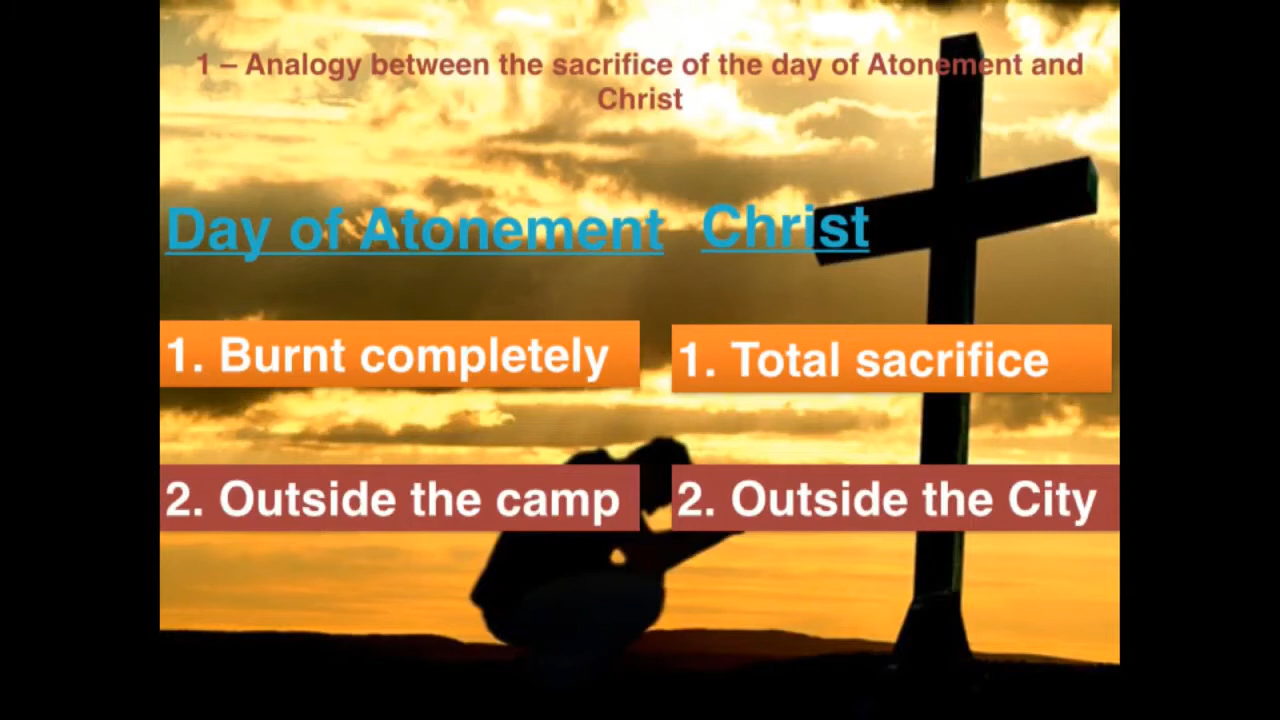 1 – Analogy between the sacrifice of the day of Atonement and
Christ
Day of Atonement
Christ
1. Burnt completely
1. Total sacrifice
2. Outside the camp
2. Outside the City